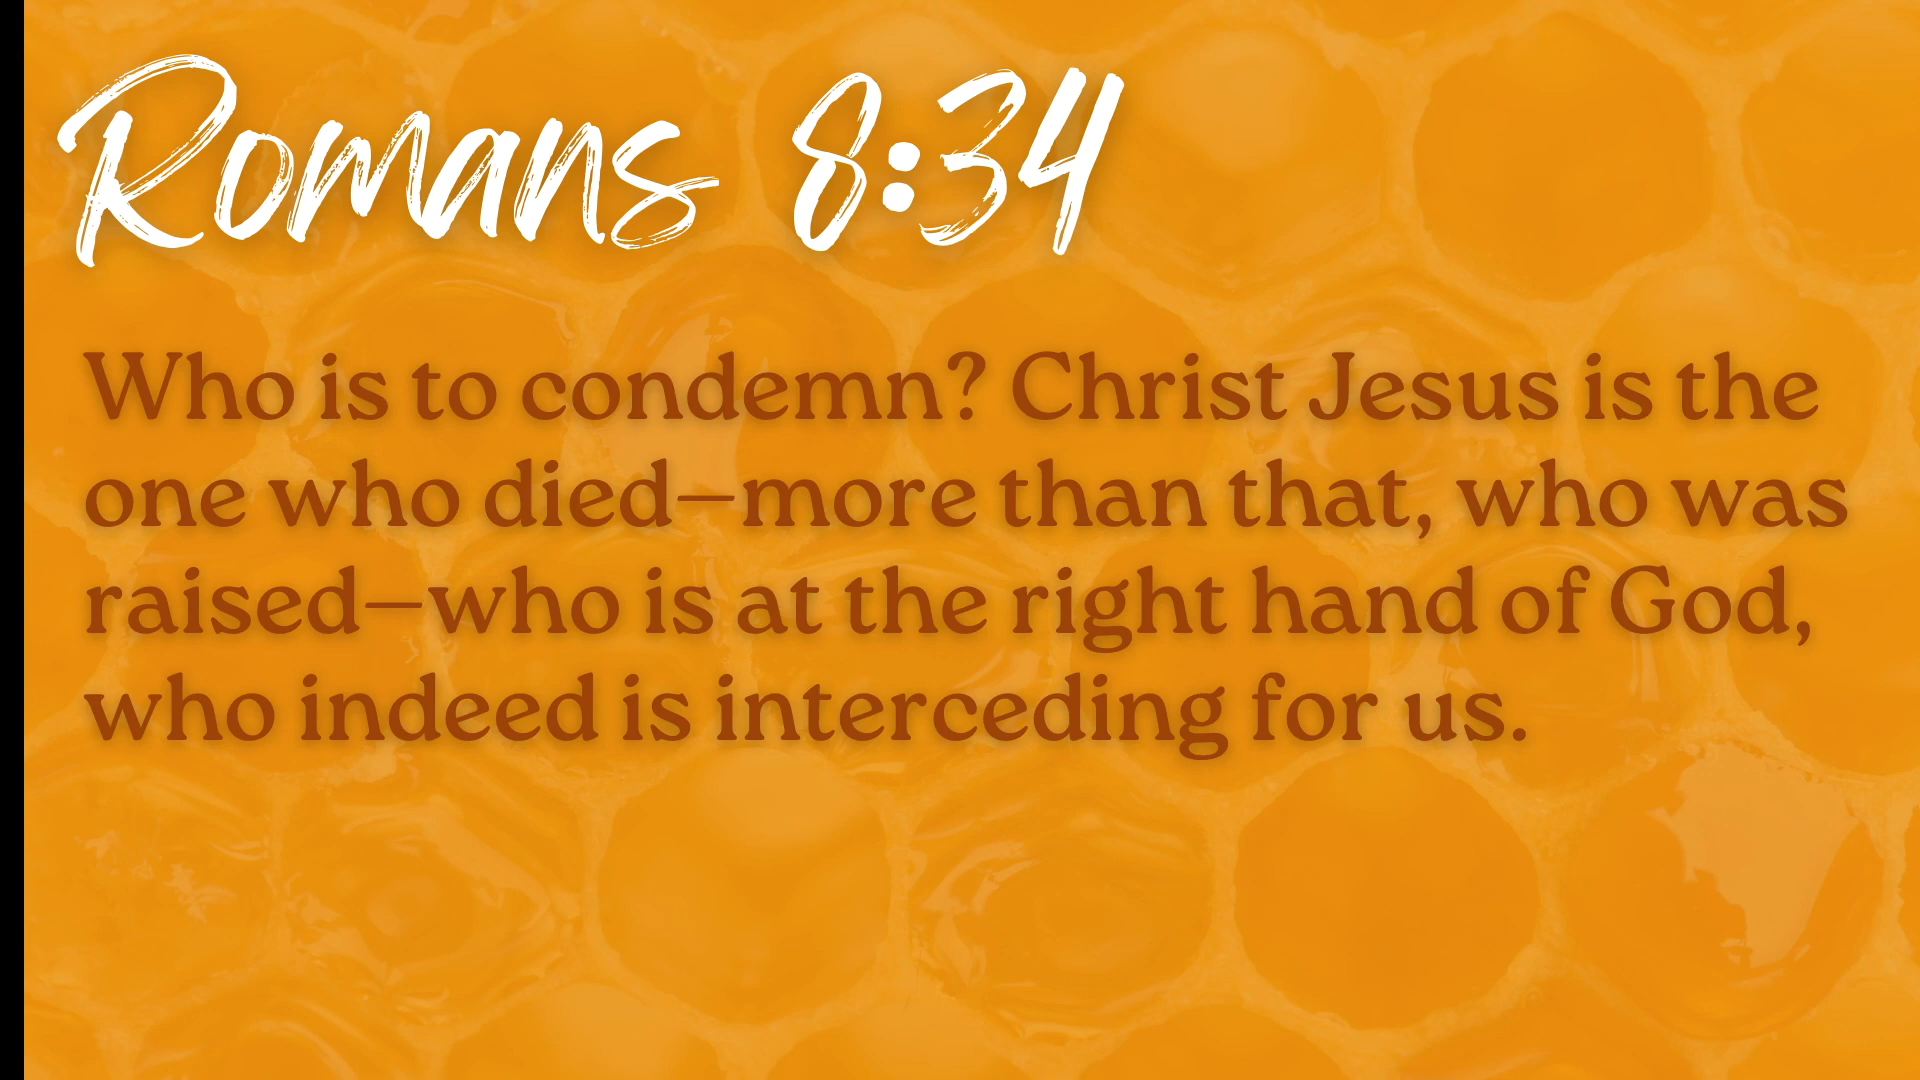 Romans 8:34
Who is to condemn? Christ Jesus is the
one who died—more than that, who was
raised—who is at the right hand of God,
who indeed is interceding for us.